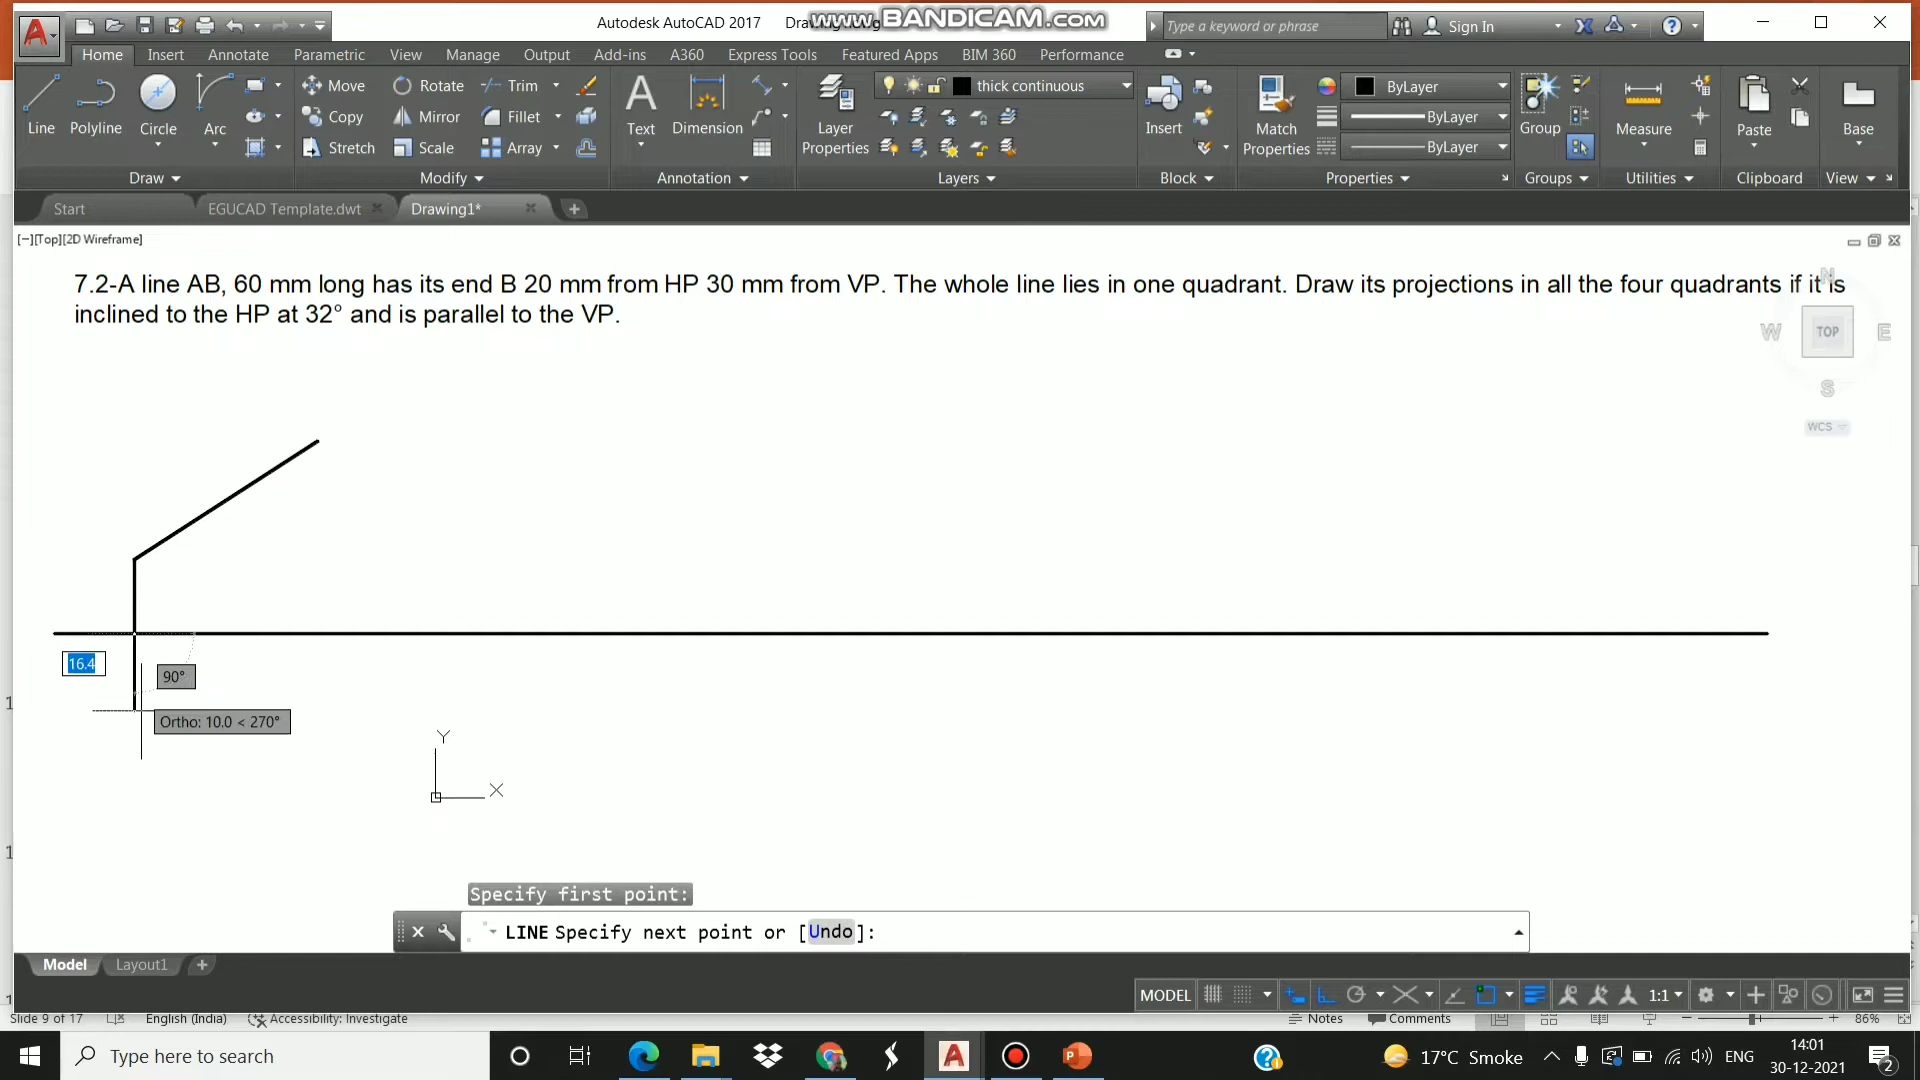 Autodesk AutoCAD 2017
www.BANDICAM.com
Type a keyword or phrase
Sign In
Home Insert Annotate Parametric View Manage Output Add-ins A360 Express Tools Featured Apps BIM 360 Performance
Line Polyline Circle Arc
Move Rotate Trim
Copy Mirror Fillet
Stretch Scale Array
Text Dimension
Layer Properties
thick continuous
Insert
Match Properties
ByLayer
ByLayer
ByLayer
Group
Measure
Paste
Base
Draw Modify Annotation Layers Block Properties Groups Utilities Clipboard View
Start EGUCAD Template.dwt Drawing1*
[−][Top][2D Wireframe]
7.2-A line AB, 60 mm long has its end B 20 mm from HP 30 mm from VP. The whole line lies in one quadrant. Draw its projections in all the four quadrants if it is
inclined to the HP at 32° and is parallel to the VP.
N
W TOP E
S
WCS
16.4
90°
Ortho: 10.0 < 270°
Y
X
Specify first point:
LINE Specify next point or [Undo]:
Model Layout1
MODEL 1:1
Slide 9 of 17 English (India) Accessibility: Investigate Notes Comments 86%
Type here to search
17°C Smoke ENG
14:01
30-12-2021
2